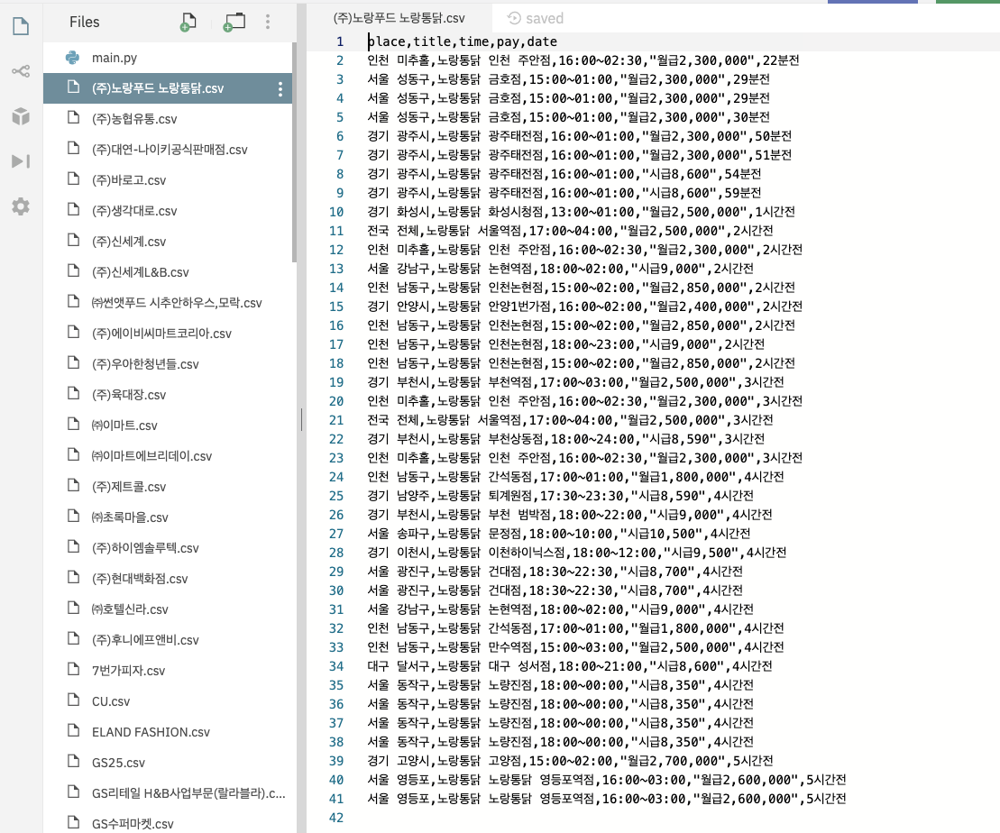 Files
main.py
(주)노랑푸드 노랑통닭.csv
(주)농협유통.csv
(주)대연-나이키공식판매점.csv
(주)바로고.csv
(주)생각대로.csv
(주)신세계.csv
(주)신세계L&B.csv
㈜썬앳푸드 시추안하우스,모락.csv
(주)에이비씨마트코리아.csv
(주)우아한청년들.csv
(주)육대장.csv
㈜이마트.csv
㈜이마트에브리데이.csv
(주)제트콜.csv
㈜초록마을.csv
(주)하이엠솔루텍.csv
(주)현대백화점.csv
㈜호텔신라.csv
(주)후니에프앤비.csv
7번가피자.csv
CU.csv
ELAND FASHION.csv
GS25.csv
GS리테일 H&B사업부문(랄라블라).c...
GS수퍼마켓.csv
(주)노랑푸드 노랑통닭.csv
saved
1 place,title,time,pay,date
2 인천 미추홀,노랑통닭 인천 주안점,16:00~02:30,"월급2,300,000",22분전
3 서울 성동구,노랑통닭 금호점,15:00~01:00,"월급2,300,000",29분전
4 서울 성동구,노랑통닭 금호점,15:00~01:00,"월급2,300,000",29분전
5 서울 성동구,노랑통닭 금호점,15:00~01:00,"월급2,300,000",30분전
6 경기 광주시,노랑통닭 광주태전점,16:00~01:00,"월급2,300,000",50분전
7 경기 광주시,노랑통닭 광주태전점,16:00~01:00,"월급2,300,000",51분전
8 경기 광주시,노랑통닭 광주태전점,16:00~01:00,"시급8,600",54분전
9 경기 광주시,노랑통닭 광주태전점,16:00~01:00,"시급8,600",59분전
10 경기 화성시,노랑통닭 화성시청점,13:00~01:00,"월급2,500,000",1시간전
11 전국 전체,노랑통닭 서울역점,17:00~04:00,"월급2,500,000",2시간전
12 인천 미추홀,노랑통닭 인천 주안점,16:00~02:30,"월급2,300,000",2시간전
13 서울 강남구,노랑통닭 논현역점,18:00~02:00,"시급9,000",2시간전
14 인천 남동구,노랑통닭 인천논현점,15:00~02:00,"월급2,850,000",2시간전
15 경기 안양시,노랑통닭 안양1번가점,16:00~02:00,"월급2,400,000",2시간전
16 인천 남동구,노랑통닭 인천논현점,15:00~02:00,"월급2,850,000",2시간전
17 인천 남동구,노랑통닭 인천논현점,18:00~23:00,"시급9,000",2시간전
18 인천 남동구,노랑통닭 인천논현점,15:00~02:00,"월급2,850,000",2시간전
19 경기 부천시,노랑통닭 부천역점,17:00~03:00,"월급2,500,000",3시간전
20 인천 미추홀,노랑통닭 인천 주안점,16:00~02:30,"월급2,300,000",3시간전
21 전국 전체,노랑통닭 서울역점,17:00~04:00,"월급2,500,000",3시간전
22 경기 부천시,노랑통닭 부천상동점,18:00~24:00,"시급8,590",3시간전
23 인천 미추홀,노랑통닭 인천 주안점,16:00~02:30,"월급2,300,000",3시간전
24 인천 남동구,노랑통닭 간석동점,17:00~01:00,"월급1,800,000",4시간전
25 경기 남양주,노랑통닭 퇴계원점,17:30~23:30,"시급8,590",4시간전
26 경기 부천시,노랑통닭 부천 범박점,18:00~22:00,"시급9,000",4시간전
27 서울 송파구,노랑통닭 문정점,18:00~10:00,"시급10,500",4시간전
28 경기 이천시,노랑통닭 이천하이닉스점,18:00~12:00,"시급9,500",4시간전
29 서울 광진구,노랑통닭 건대점,18:30~22:30,"시급8,700",4시간전
30 서울 광진구,노랑통닭 건대점,18:30~22:30,"시급8,700",4시간전
31 서울 강남구,노랑통닭 논현역점,18:00~02:00,"시급9,000",4시간전
32 인천 남동구,노랑통닭 간석동점,17:00~01:00,"월급1,800,000",4시간전
33 인천 남동구,노랑통닭 만수역점,15:00~03:00,"월급2,500,000",4시간전
34 대구 달서구,노랑통닭 대구 성서점,18:00~21:00,"시급8,600",4시간전
35 서울 동작구,노랑통닭 노량진점,18:00~00:00,"시급8,350",4시간전
36 서울 동작구,노랑통닭 노량진점,18:00~00:00,"시급8,350",4시간전
37 서울 동작구,노랑통닭 노량진점,18:00~00:00,"시급8,350",4시간전
38 서울 동작구,노랑통닭 노량진점,18:00~00:00,"시급8,350",4시간전
39 경기 고양시,노랑통닭 고양점,15:00~02:00,"월급2,700,000",5시간전
40 서울 영등포,노랑통닭 노랑통닭 영등포역점,16:00~03:00,"월급2,600,000",5시간전
41 서울 영등포,노랑통닭 노랑통닭 영등포역점,16:00~03:00,"월급2,600,000",5시간전
42